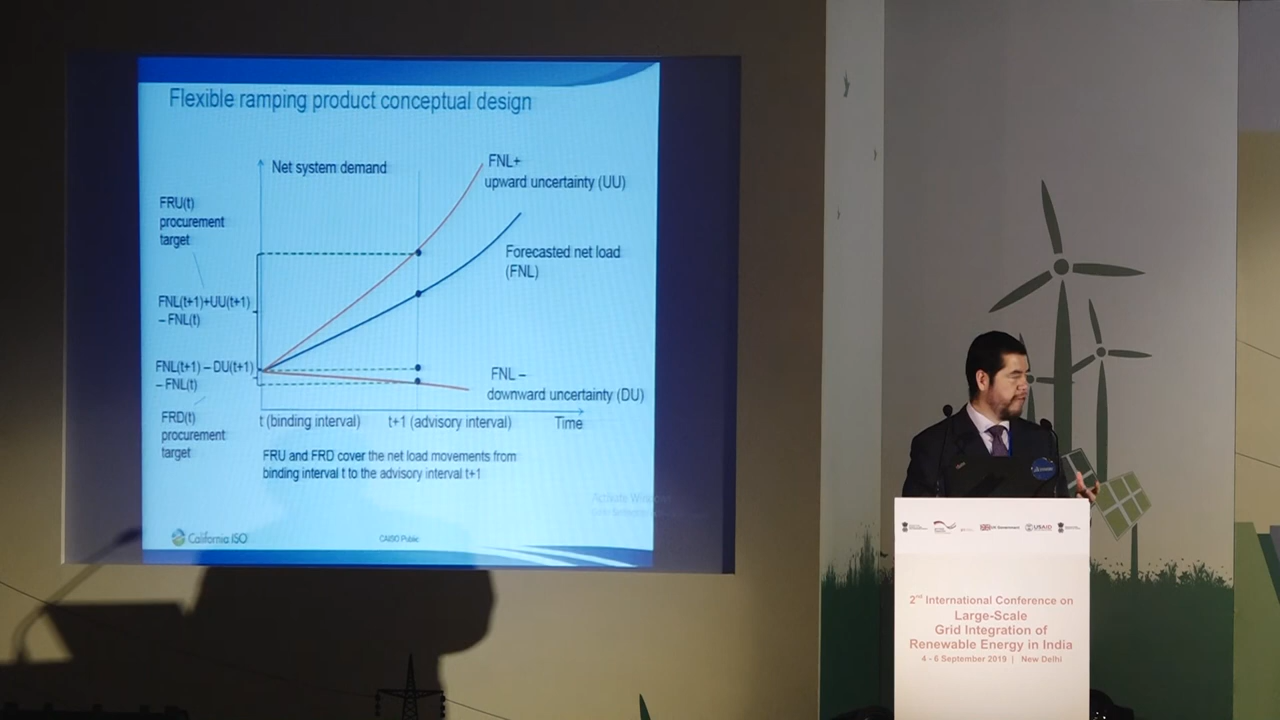 Flexible ramping product conceptual design
Net system demand
FNL+
upward uncertainty (UU)
FRU(t)
procurement
target
Forecasted net load
(FNL)
FNL(t+1)+UU(t+1)
– FNL(t)
FNL(t+1) – DU(t+1)
– FNL(t)
FNL –
downward uncertainty (DU)
FRD(t)
procurement
target
t (binding interval)
t+1 (advisory interval)
Time
FRU and FRD cover the net load movements from
binding interval t to the advisory interval t+1
Activate Windows
California ISO
CAISO Public
UK Government
USAID
2nd International Conference on
Large-Scale
Grid Integration of
Renewable Energy in India
4 - 6 September 2019 | New Delhi